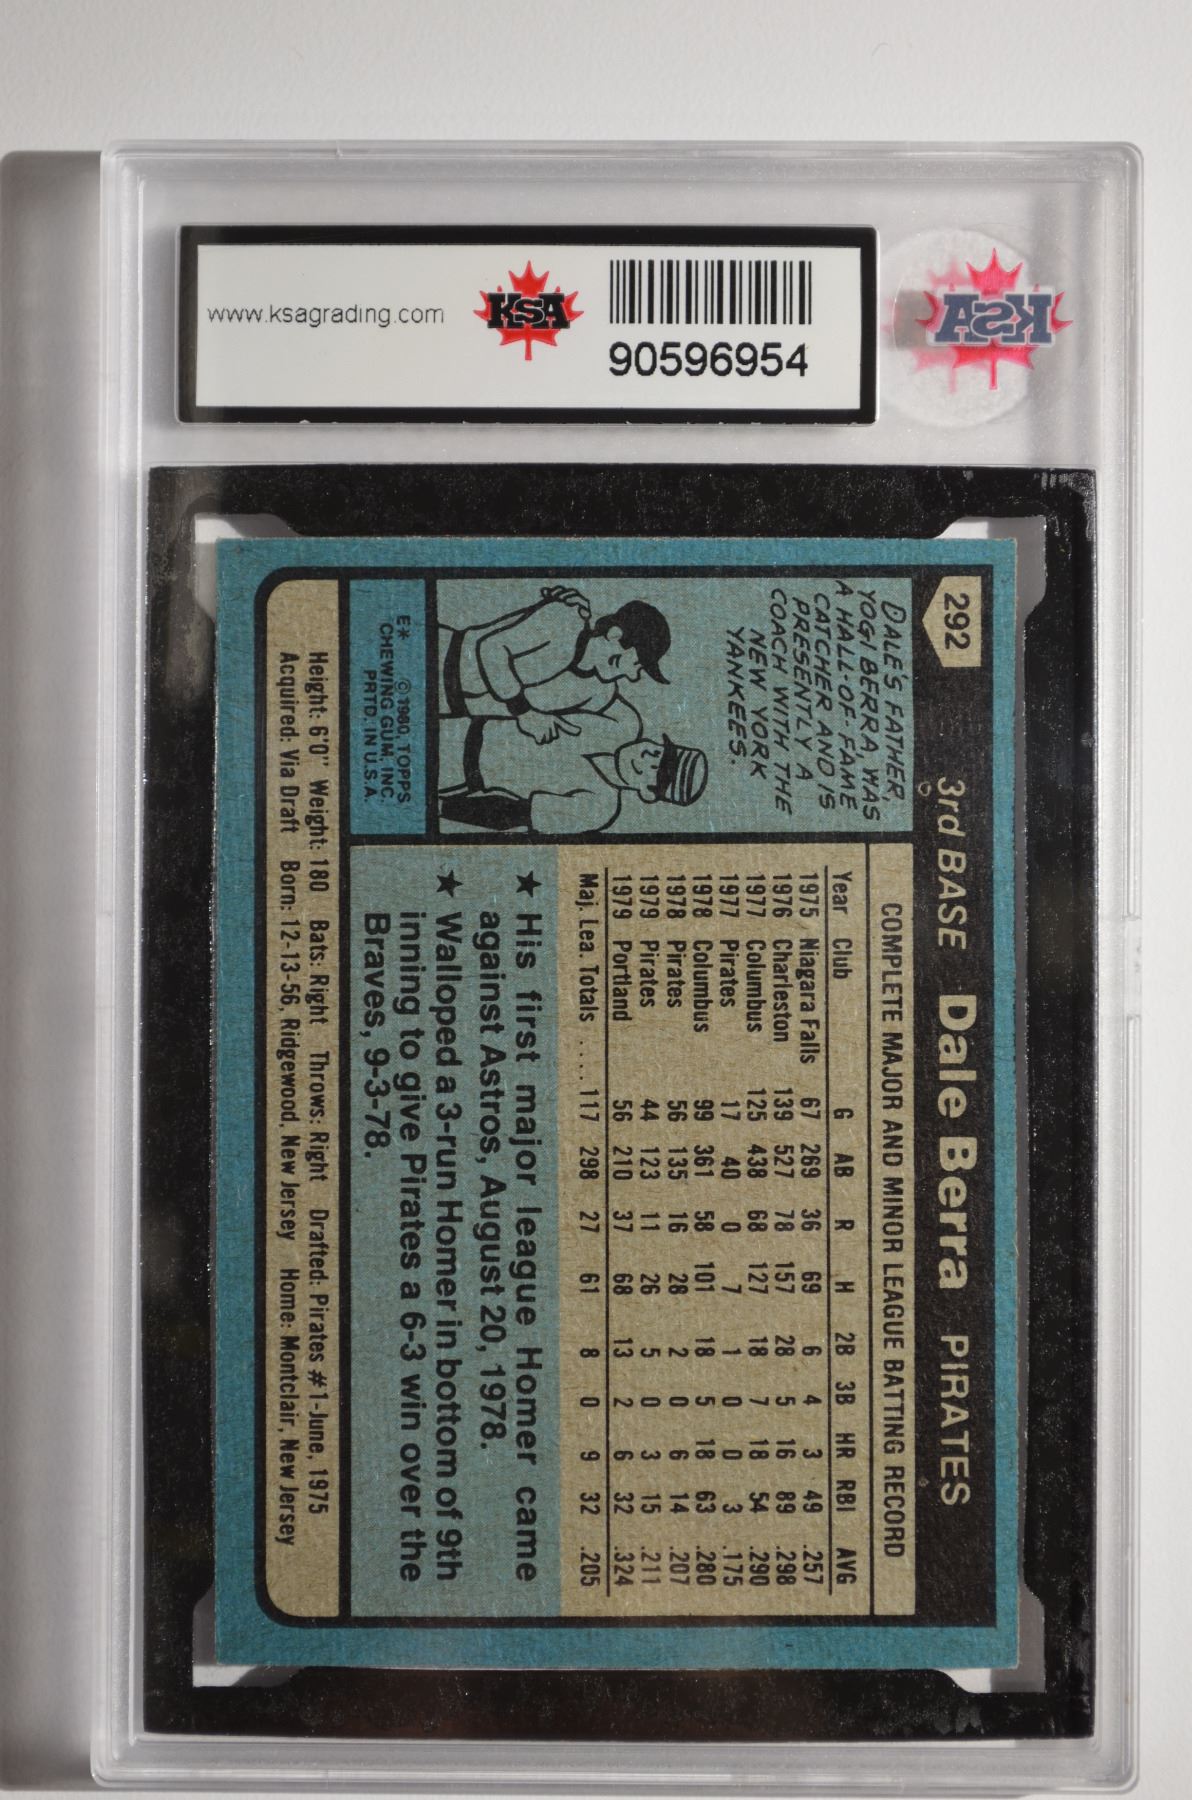 www.ksagrading.com
KSA
90596954
KSA
292
3rd BASE Dale Berra PIRATES
DALE'S FATHER,
YOGI BERRA, WAS
A HALL-OF-FAME
CATCHER AND IS
PRESENTLY A
COACH WITH THE
NEW YORK
YANKEES.
E* © 1980, TOPPS
CHEWING GUM, INC.
PRTD. IN U.S.A.
COMPLETE MAJOR AND MINOR LEAGUE BATTING RECORD
Year Club G AB R H 2B 3B HR RBI AVG
1975 Niagara Falls 67 269 36 69 6 4 3 49 .257
1976 Charleston 139 527 78 157 28 5 16 89 .298
1977 Columbus 125 438 68 127 18 7 18 54 .290
1977 Pirates 17 40 0 7 1 0 0 3 .175
1978 Columbus 99 361 58 101 18 5 18 63 .280
1978 Pirates 56 135 16 28 2 0 6 14 .207
1979 Pirates 44 123 11 26 5 0 3 15 .211
1979 Portland 56 210 37 68 13 2 6 32 .324
Maj. Lea. Totals .... 117 298 27 61 8 0 9 32 .205
★ His first major league Homer came
against Astros, August 20, 1978.
★ Walloped a 3-run Homer in bottom of 9th
inning to give Pirates a 6-3 win over the
Braves, 9-3-78.
Height: 6'0" Weight: 180 Bats: Right Throws: Right Drafted: Pirates #1-June, 1975
Acquired: Via Draft Born: 12-13-56, Ridgewood, New Jersey Home: Montclair, New Jersey